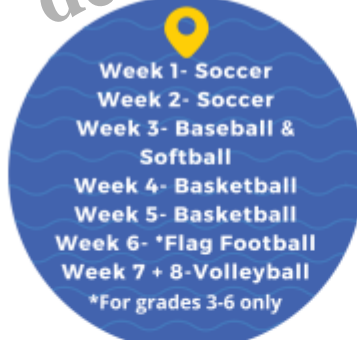 Week 1- Soccer
Week 2- Soccer
Week 3- Baseball &
Softball
Week 4- Basketball
Week 5- Basketball
Week 6- *Flag Football
Week 7 + 8-Volleyball
*For grades 3-6 only